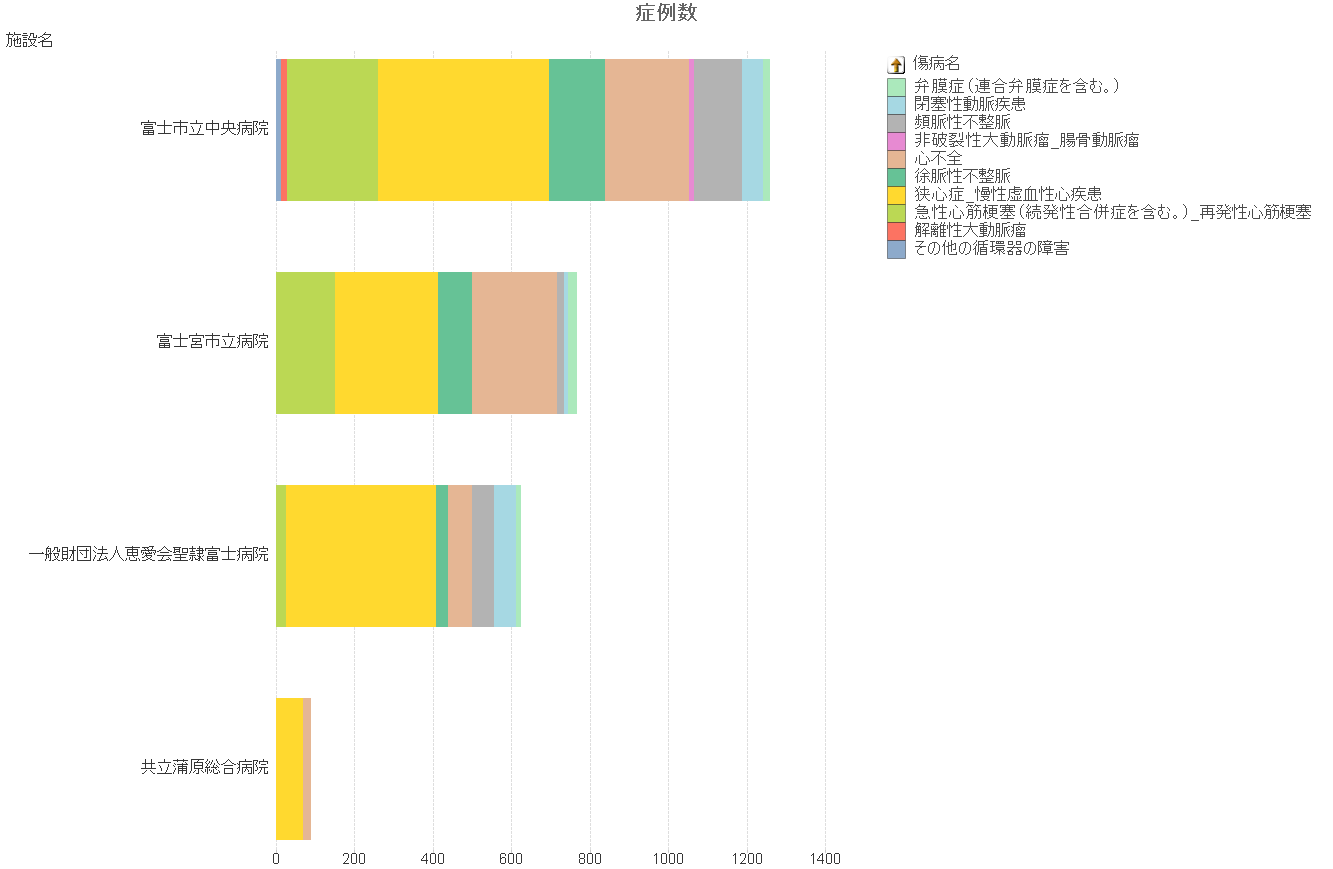 症例数
施設名
富士市立中央病院
富士宮市立病院
一般財団法人恵愛会聖隷富士病院
共立蒲原総合病院
0 200 400 600 800 1000 1200 1400
傷病名
弁膜症（連合弁膜症を含む。）
閉塞性動脈疾患
頻脈性不整脈
非破裂性大動脈瘤_腸骨動脈瘤
心不全
徐脈性不整脈
狭心症_慢性虚血性心疾患
急性心筋梗塞（続発性合併症を含む。）_再発性心筋梗塞
解離性大動脈瘤
その他の循環器の障害